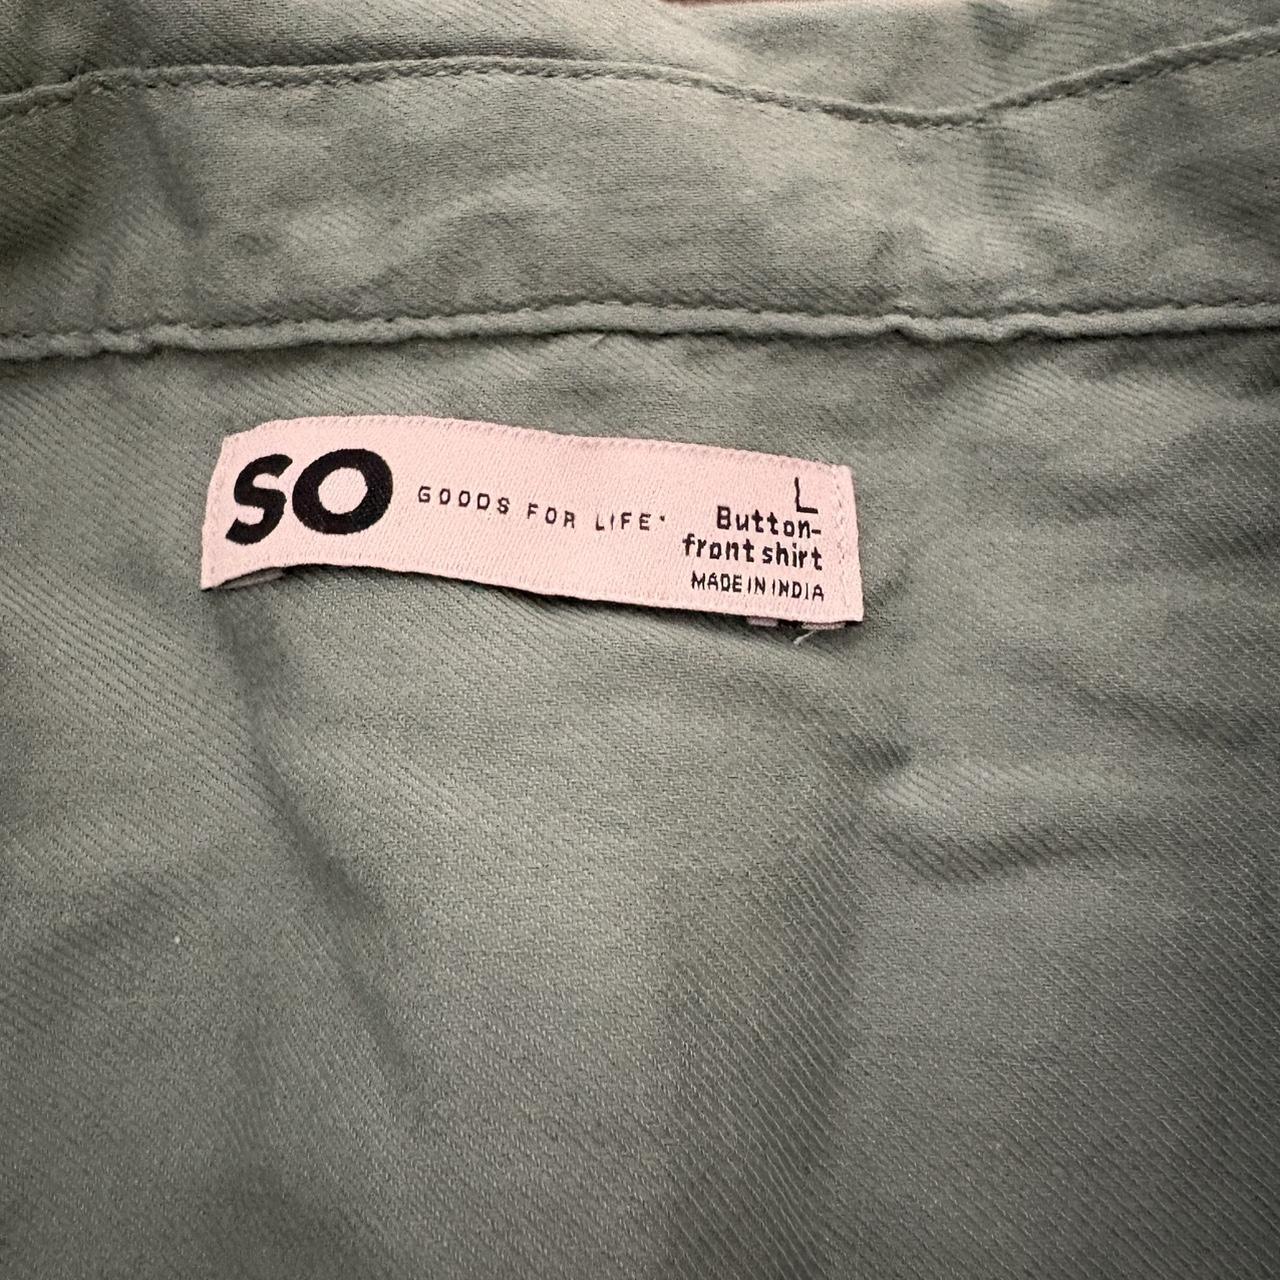 SO GOODS FOR LIFE·
L
Button-
front shirt
MADE IN INDIA